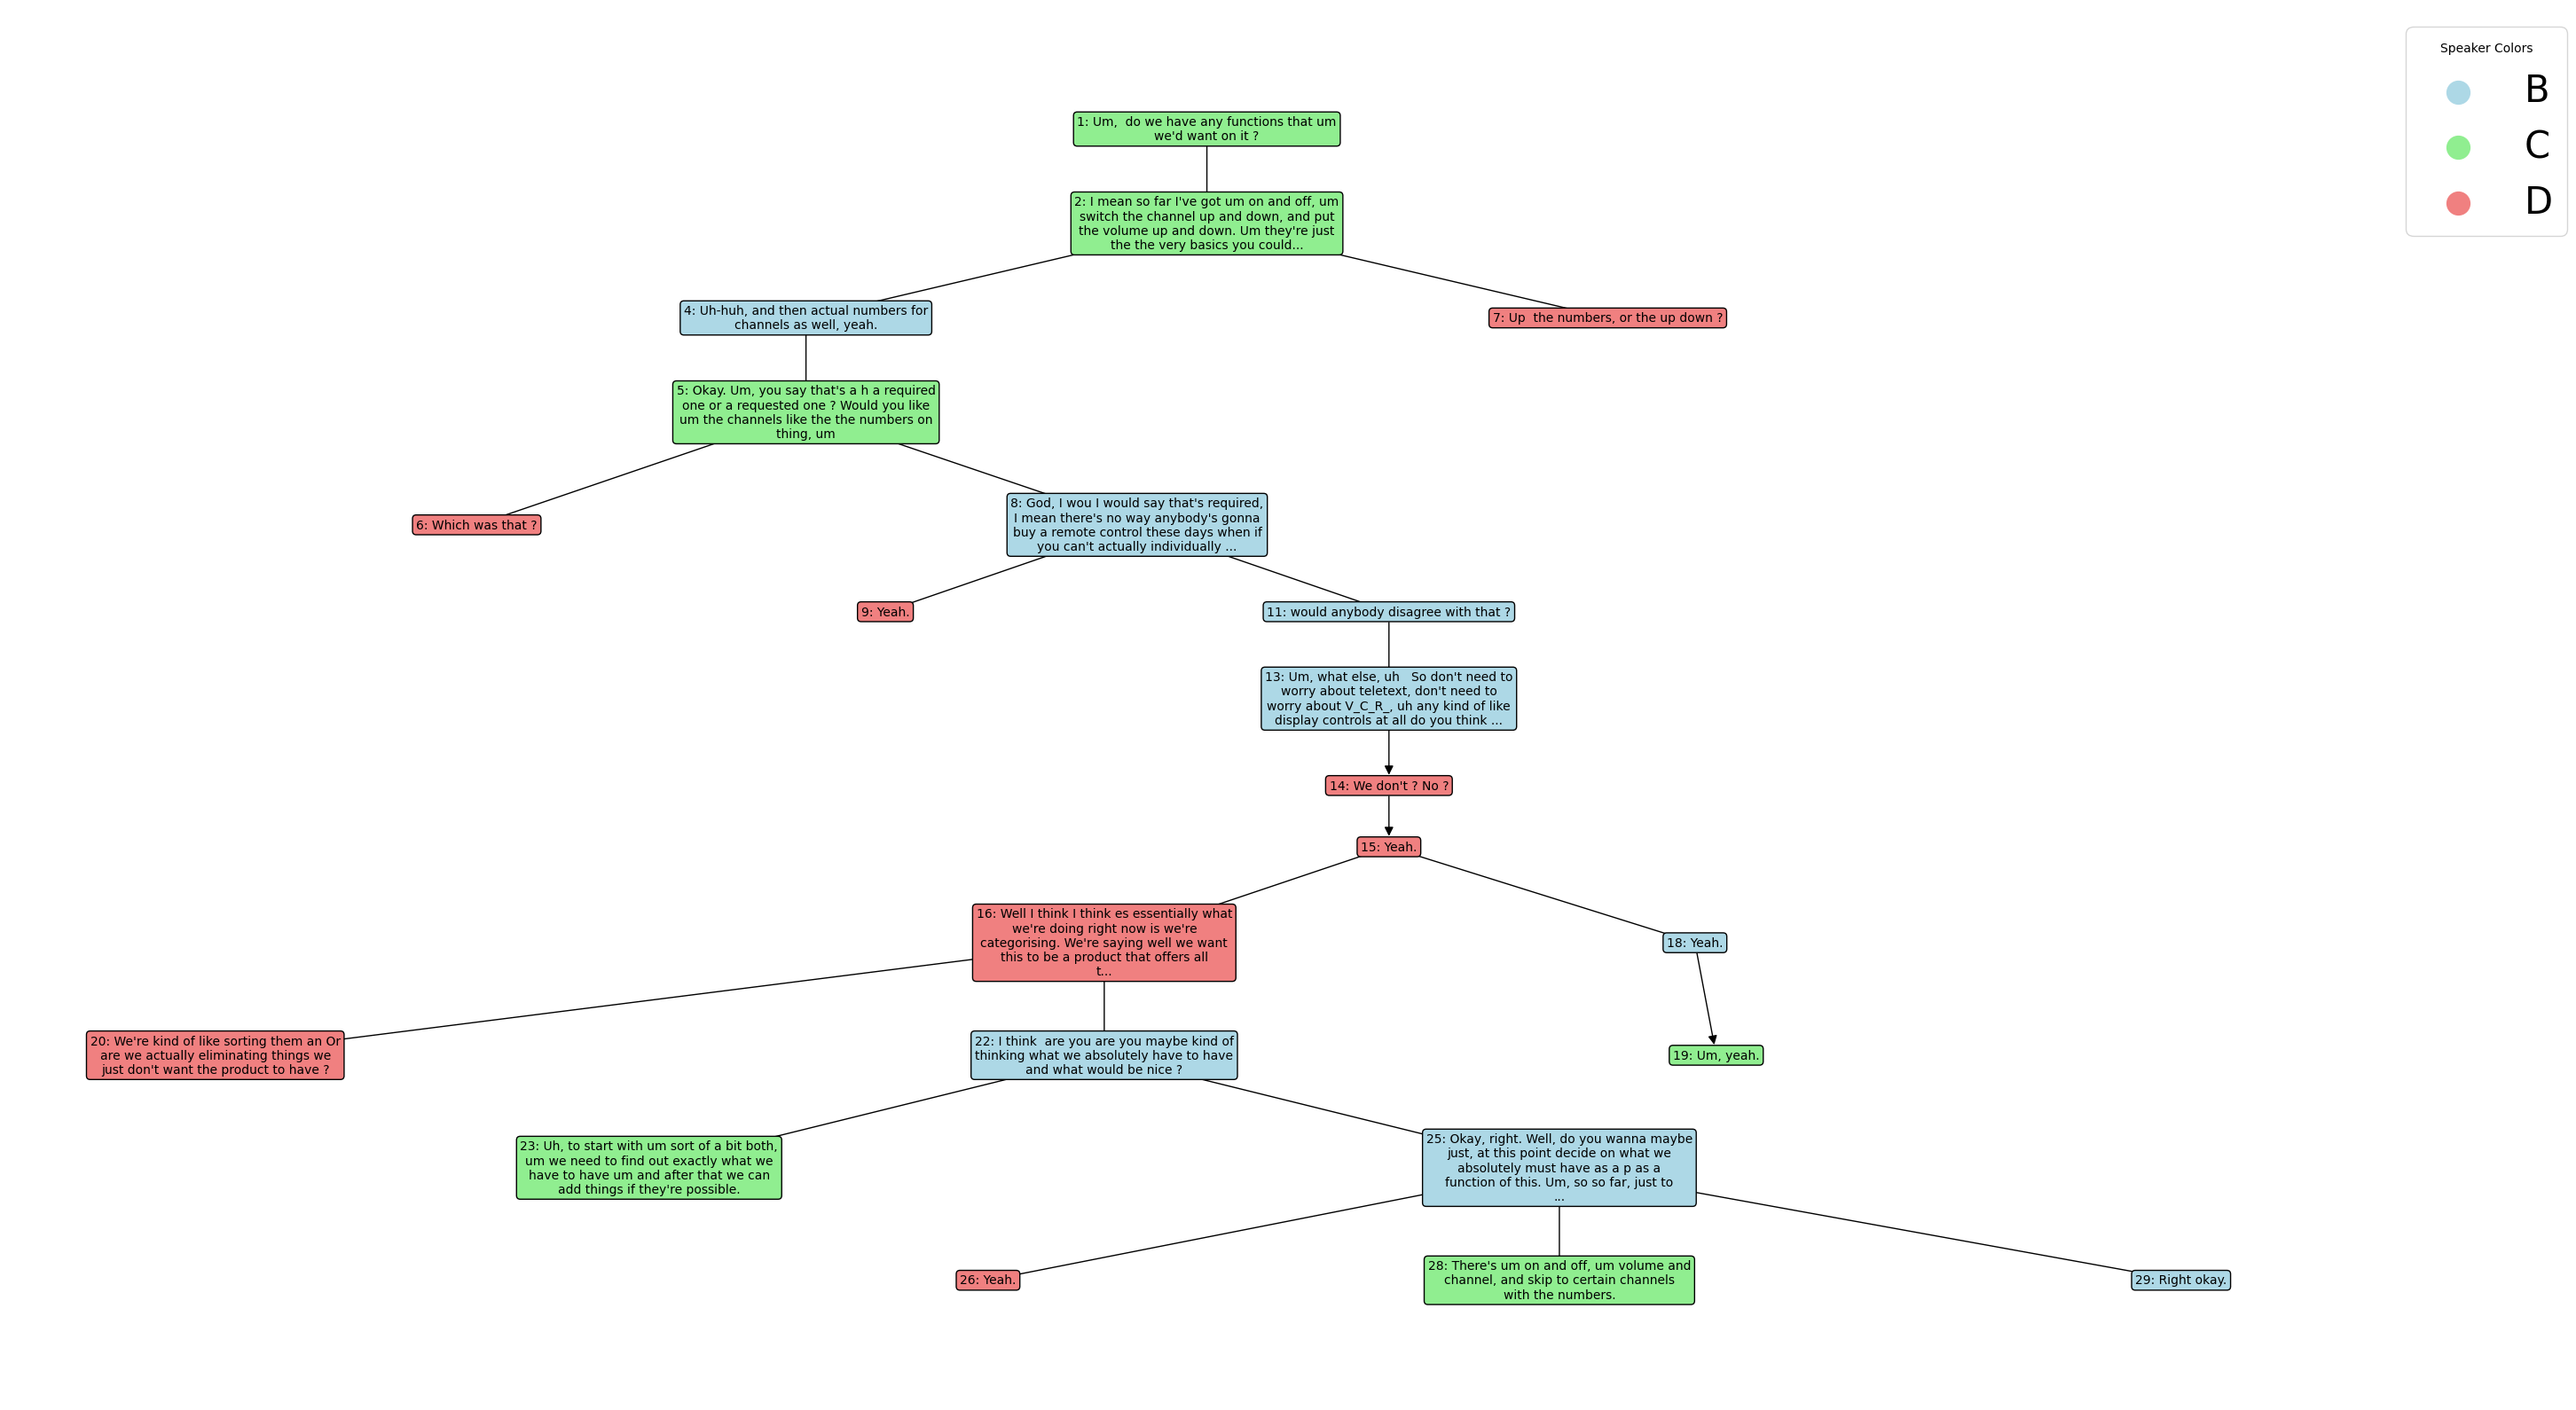 Speaker Colors
B
C
D
1: Um,  do we have any functions that um
we'd want on it ?
2: I mean so far I've got um on and off, um
switch the channel up and down, and put
the volume up and down. Um they're just
the the very basics you could...
4: Uh-huh, and then actual numbers for
channels as well, yeah.
7: Up  the numbers, or the up down ?
5: Okay. Um, you say that's a h a required
one or a requested one ? Would you like
um the channels like the the numbers on
thing, um
6: Which was that ?
8: God, I wou I would say that's required,
I mean there's no way anybody's gonna
buy a remote control these days when if
you can't actually individually ...
9: Yeah.
11: would anybody disagree with that ?
13: Um, what else, uh   So don't need to
worry about teletext, don't need to
worry about V_C_R_, uh any kind of like
display controls at all do you think ...
14: We don't ? No ?
15: Yeah.
16: Well I think I think es essentially what
we're doing right now is we're
categorising. We're saying well we want
this to be a product that offers all
t...
18: Yeah.
20: We're kind of like sorting them an Or
are we actually eliminating things we
just don't want the product to have ?
22: I think  are you are you maybe kind of
thinking what we absolutely have to have
and what would be nice ?
19: Um, yeah.
23: Uh, to start with um sort of a bit both,
um we need to find out exactly what we
have to have um and after that we can
add things if they're possible.
25: Okay, right. Well, do you wanna maybe
just, at this point decide on what we
absolutely must have as a p as a
function of this. Um, so so far, just to
...
26: Yeah.
28: There's um on and off, um volume and
channel, and skip to certain channels
with the numbers.
29: Right okay.